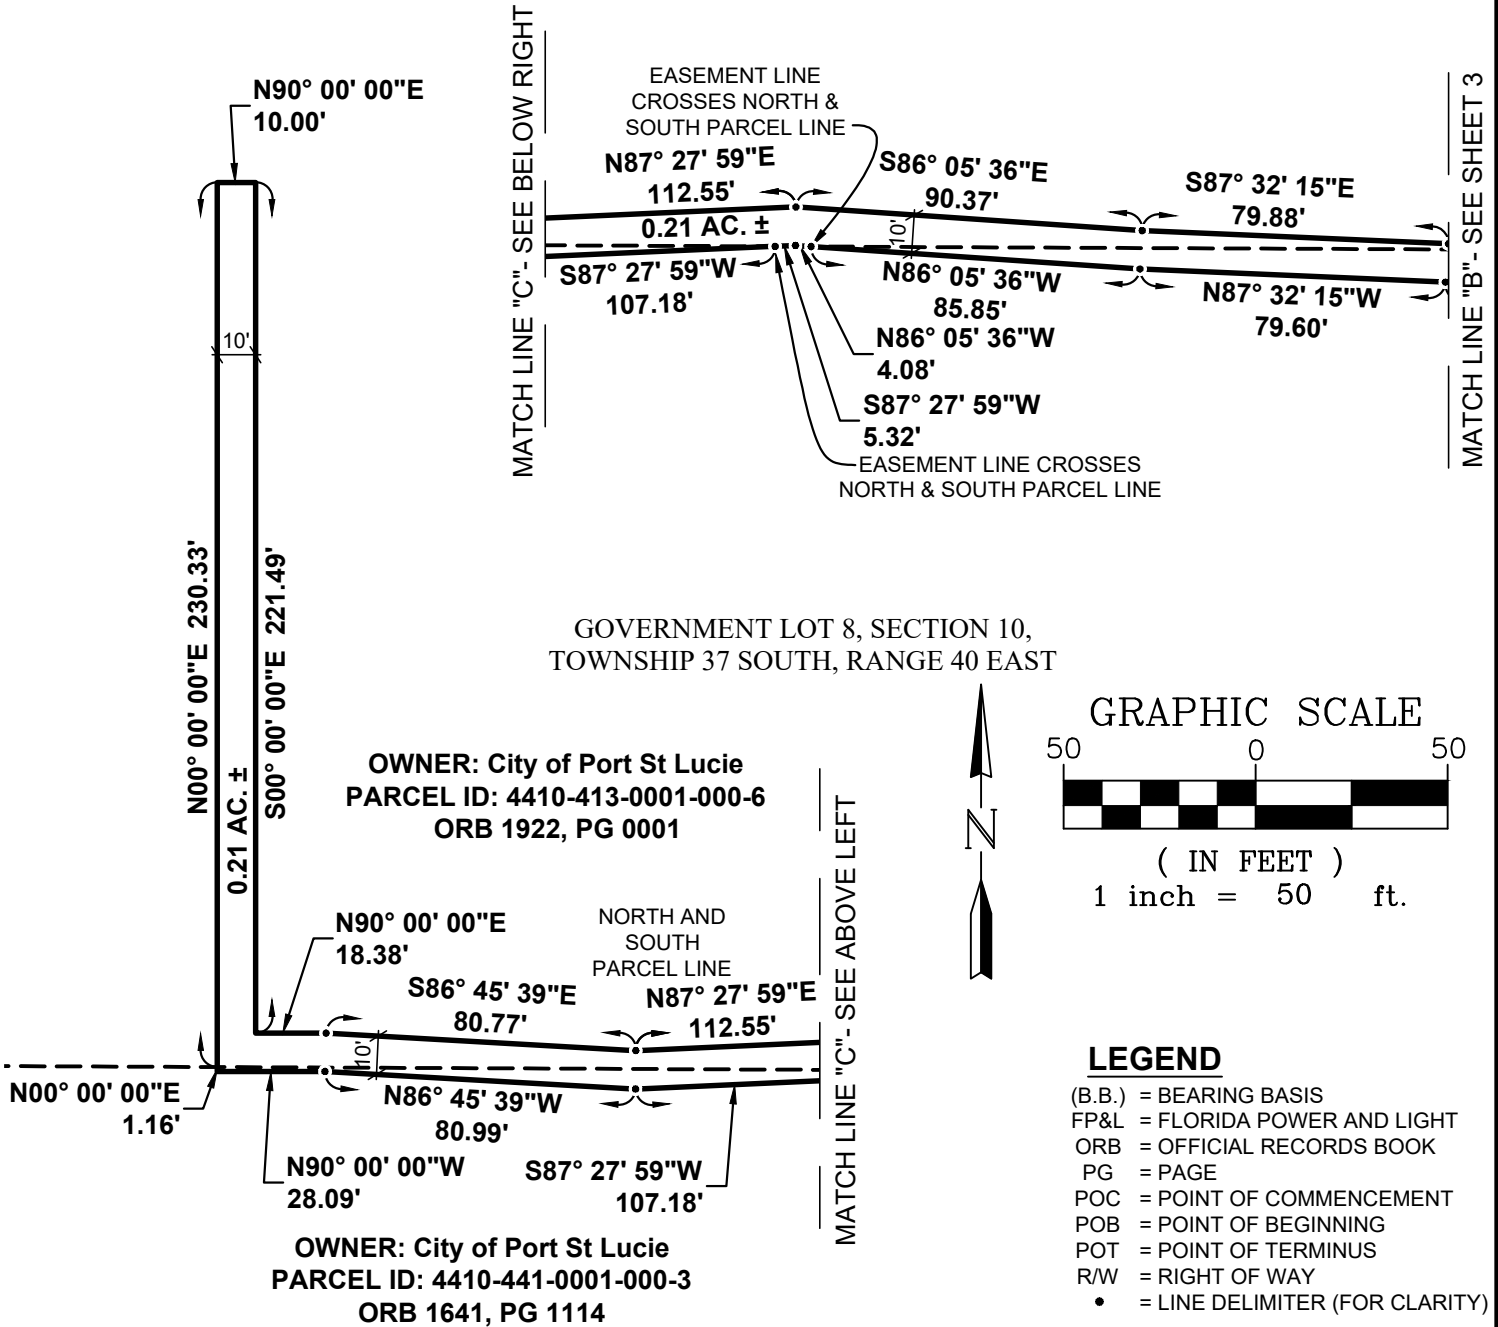 N90° 00' 00"E
10.00'
MATCH LINE "C"- SEE BELOW RIGHT
EASEMENT LINE
CROSSES NORTH &
SOUTH PARCEL LINE
N87° 27' 59"E
112.55'
0.21 AC. ±
S87° 27' 59"W
107.18'
S86° 05' 36"E
90.37'
10'
N86° 05' 36"W
85.85'
S87° 32' 15"E
79.88'
N87° 32' 15"W
79.60'
N86° 05' 36"W
4.08'
S87° 27' 59"W
5.32'
EASEMENT LINE CROSSES
NORTH & SOUTH PARCEL LINE
MATCH LINE "B"- SEE SHEET 3
10'
N00° 00' 00"E 230.33'
S00° 00' 00"E 221.49'
0.21 AC. ±
GOVERNMENT LOT 8, SECTION 10,
TOWNSHIP 37 SOUTH, RANGE 40 EAST
N
GRAPHIC SCALE
50 0 50
( IN FEET )
1 inch = 50 ft.
OWNER: City of Port St Lucie
PARCEL ID: 4410-413-0001-000-6
ORB 1922, PG 0001
N90° 00' 00"E
18.38'
NORTH AND
SOUTH
PARCEL LINE
S86° 45' 39"E
80.77'
N87° 27' 59"E
112.55'
10'
MATCH LINE "C"- SEE ABOVE LEFT
N00° 00' 00"E
1.16'
N86° 45' 39"W
80.99'
N90° 00' 00"W
28.09'
S87° 27' 59"W
107.18'
OWNER: City of Port St Lucie
PARCEL ID: 4410-441-0001-000-3
ORB 1641, PG 1114
LEGEND
(B.B.) = BEARING BASIS
FP&L = FLORIDA POWER AND LIGHT
ORB = OFFICIAL RECORDS BOOK
PG = PAGE
POC = POINT OF COMMENCEMENT
POB = POINT OF BEGINNING
POT = POINT OF TERMINUS
R/W = RIGHT OF WAY
• = LINE DELIMITER (FOR CLARITY)